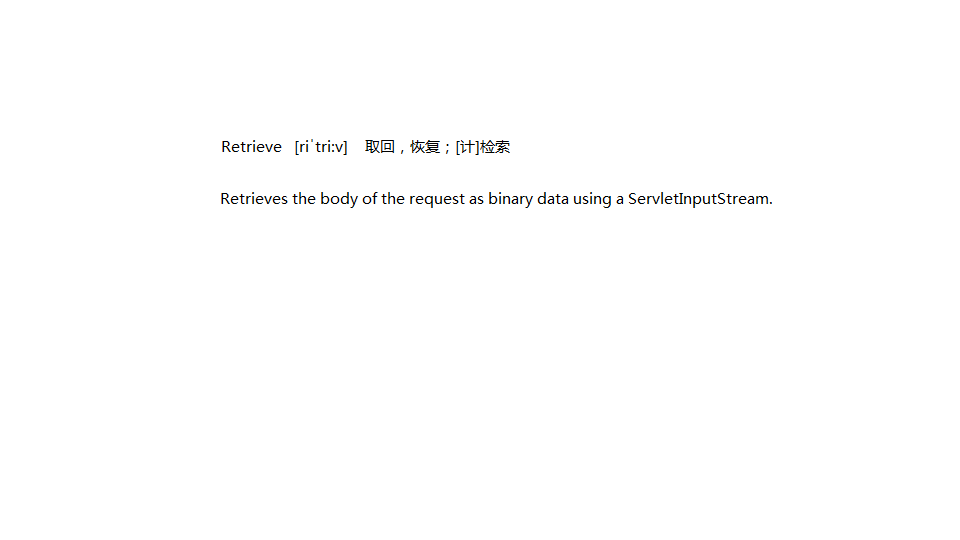 Retrieve [riˈtri:v] 取回，恢复；[计]检索
Retrieves the body of the request as binary data using a ServletInputStream.